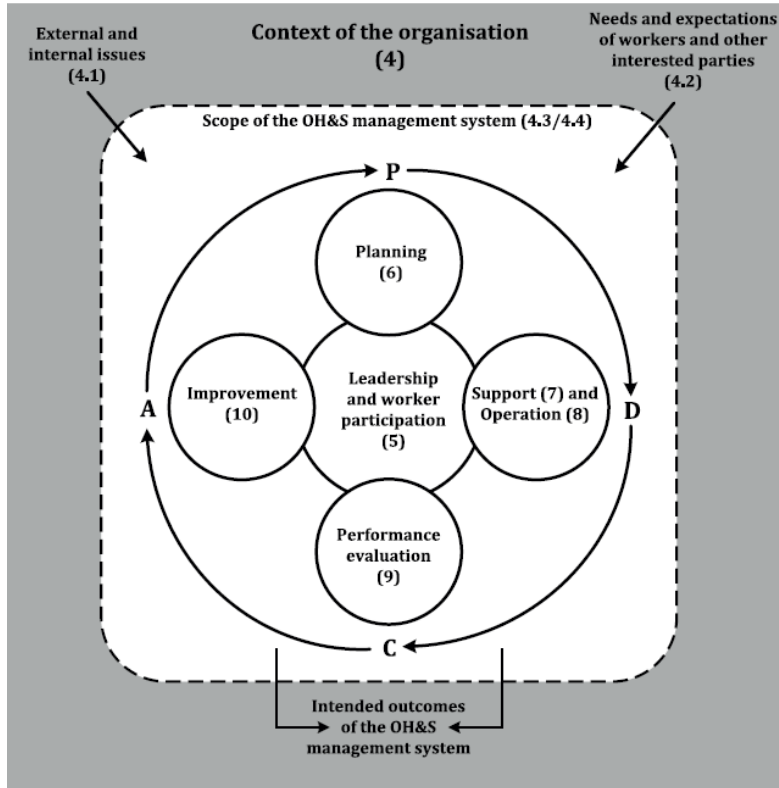 External and
internal issues
(4.1)
Context of the organisation
(4)
Needs and expectations
of workers and other
interested parties
(4.2)
Scope of the OH&S management system (4.3/4.4)
P
Planning
(6)
A
Improvement
(10)
Leadership
and worker
participation
(5)
Support (7) and
Operation (8)
D
Performance
evaluation
(9)
C
Intended outcomes
of the OH&S
management system